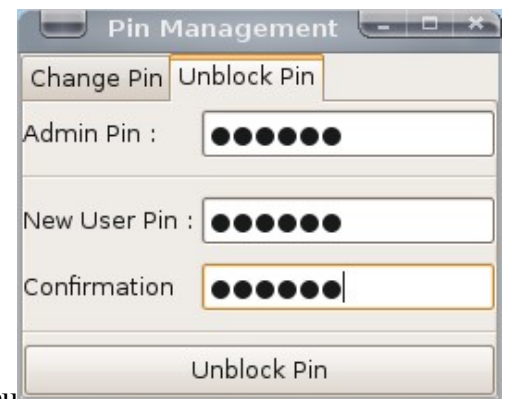 Pin Management
Change Pin Unblock Pin
Admin Pin : ●●●●●●
New User Pin : ●●●●●●
Confirmation ●●●●●●
Unblock Pin